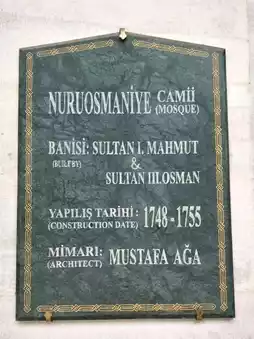 NURUOSMANİYE CAMİİ (MOSQUE)
BANİSİ: SULTAN I. MAHMUT
(BUILT BY) &
SULTAN III.OSMAN
YAPILIŞ TARİHİ : 1748-1755
(CONSTRUCTION DATE)
MİMARI: MUSTAFA AĞA
(ARCHITECT)